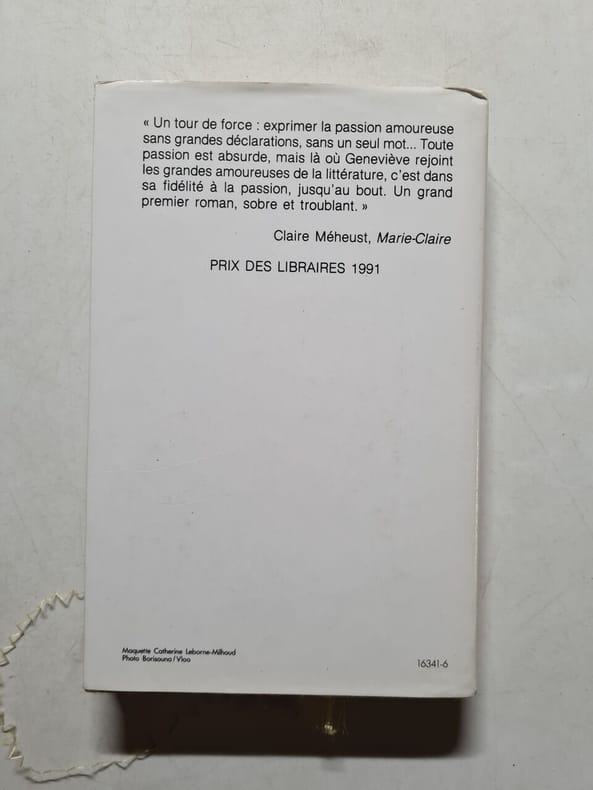 « Un tour de force : exprimer la passion amoureuse
sans grandes déclarations, sans un seul mot... Toute
passion est absurde, mais là où Geneviève rejoint
les grandes amoureuses de la littérature, c'est dans
sa fidélité à la passion, jusqu'au bout. Un grand
premier roman, sobre et troublant. »
Claire Méheust, Marie-Claire
PRIX DES LIBRAIRES 1991
Maquette Catherine Leborne-Milhaud
Photo Borisouna/Vloo
16341-6